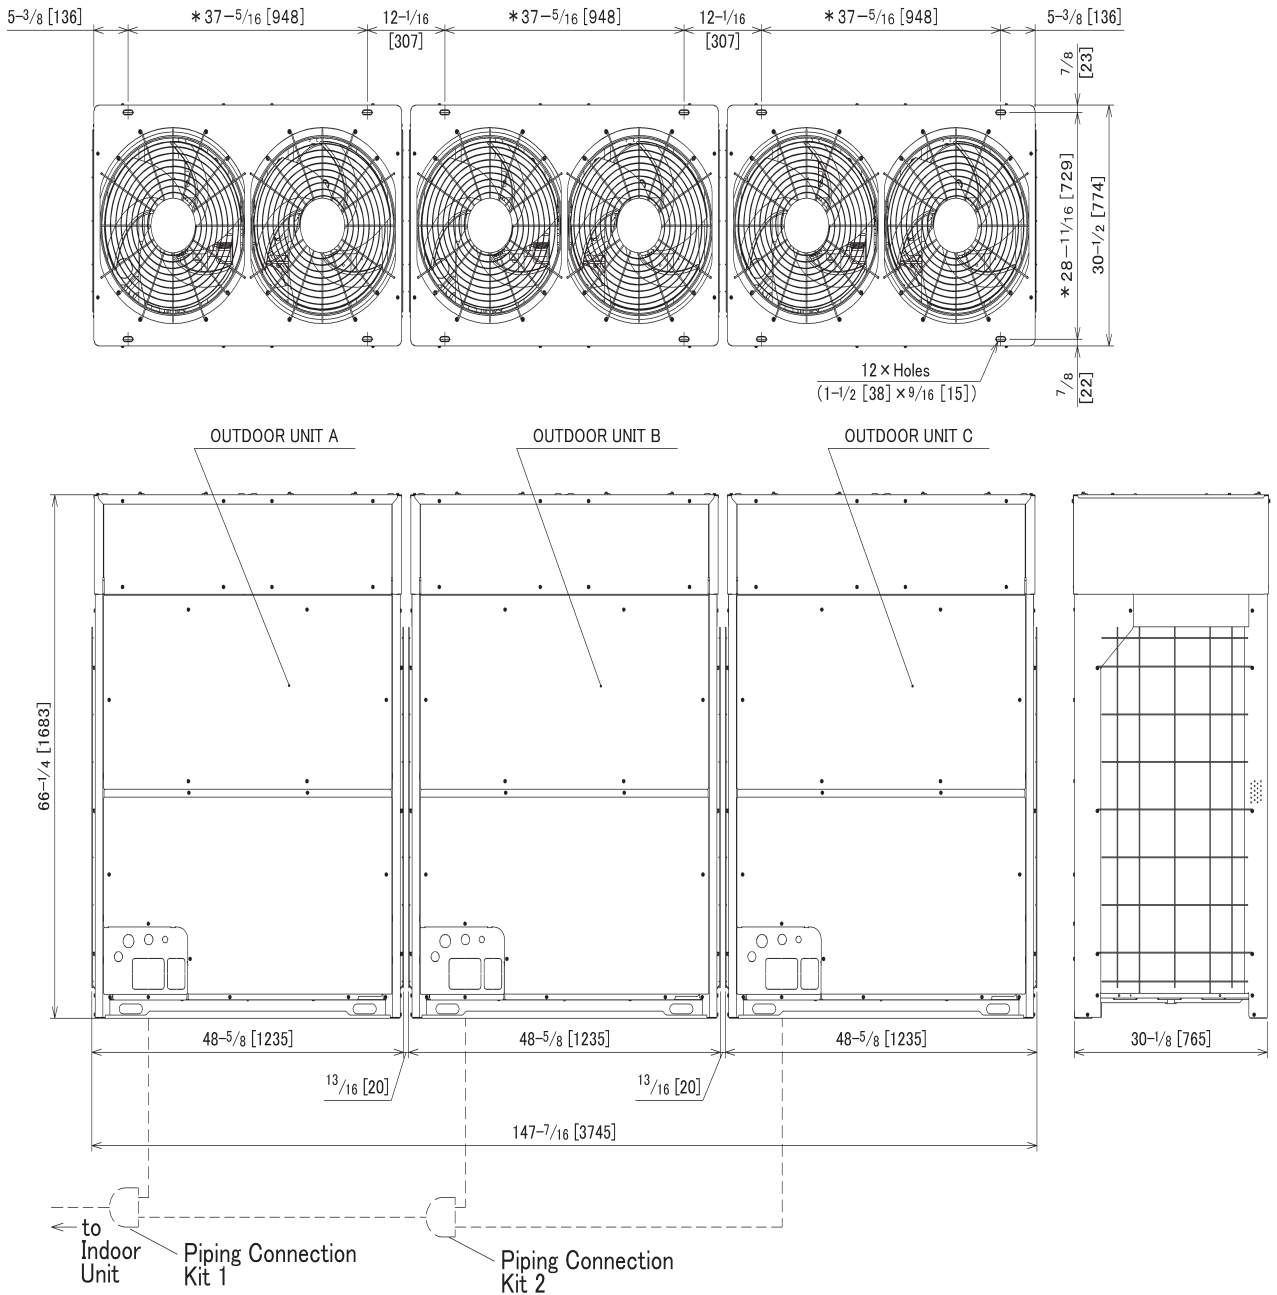 5-3/8 [136]
*37-5/16 [948]
12-1/16
[307]
*37-5/16 [948]
12-1/16
[307]
*37-5/16 [948]
5-3/8 [136]
7/8
[23]
*28-11/16 [729]
30-1/2 [774]
12×Holes
(1-1/2 [38] ×9/16 [15])
7/8
[22]
OUTDOOR UNIT A
OUTDOOR UNIT B
OUTDOOR UNIT C
66-1/4 [1683]
48-5/8 [1235]
48-5/8 [1235]
48-5/8 [1235]
30-1/8 [765]
13/16 [20]
13/16 [20]
147-7/16 [3745]
to
Indoor
Unit
Piping Connection
Kit 1
Piping Connection
Kit 2